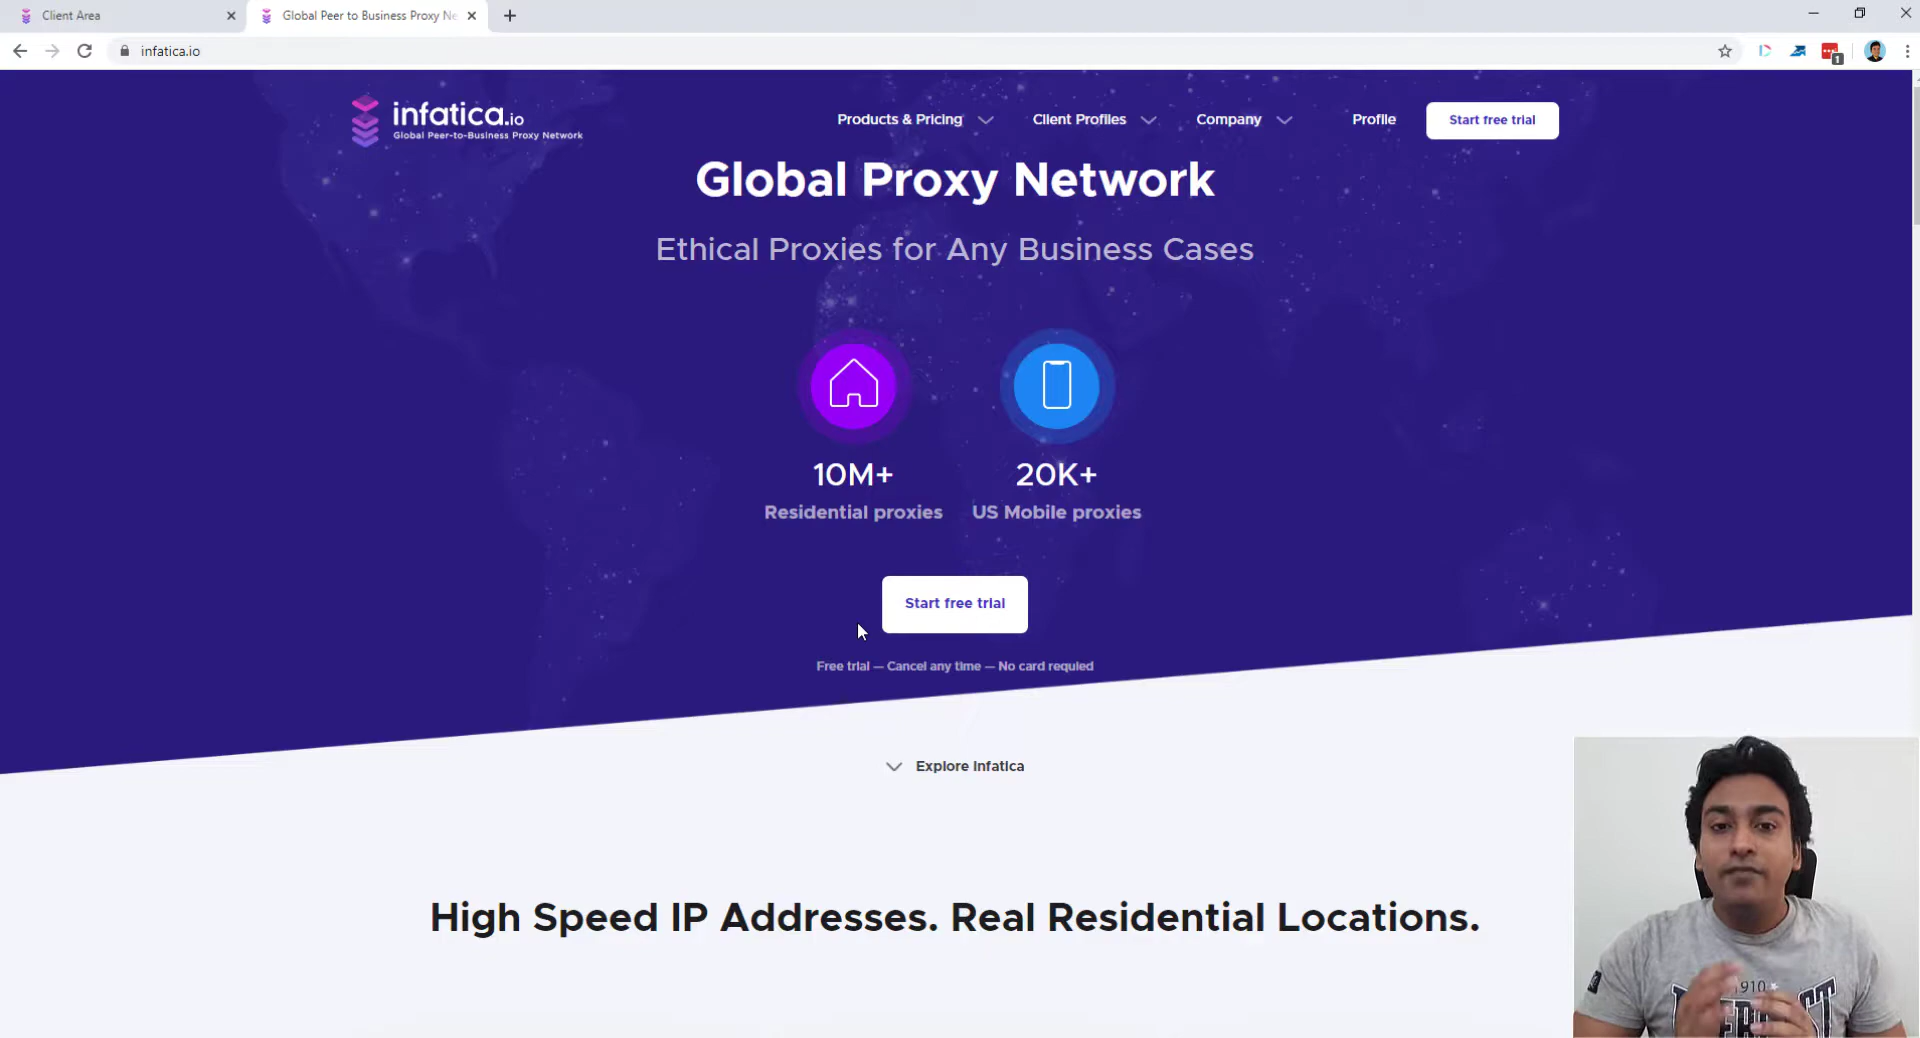 Client Area
Global Peer to Business Proxy Ne
infatica.io
1
infatica.io
Global Peer-to-Business Proxy Network
Products & Pricing
Client Profiles
Company
Profile
Start free trial
Global Proxy Network
Ethical Proxies for Any Business Cases
10M+
20K+
Residential proxies
US Mobile proxies
Start free trial
Free trial — Cancel any time — No card requied
Explore Infatica
High Speed IP Addresses. Real Residential Locations.
1910